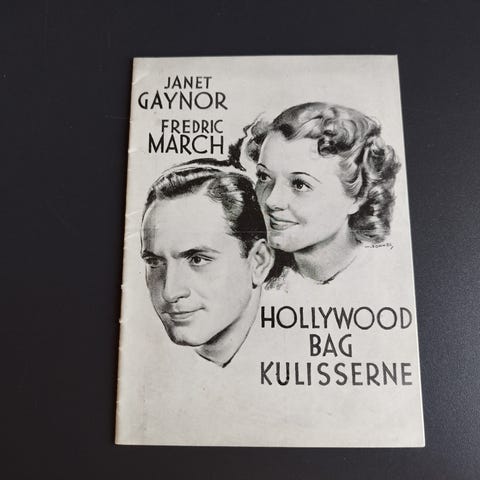 JANET
GAYNOR
FREDRIC
MARCH
HOLLYWOOD
BAG
KULISSERNE